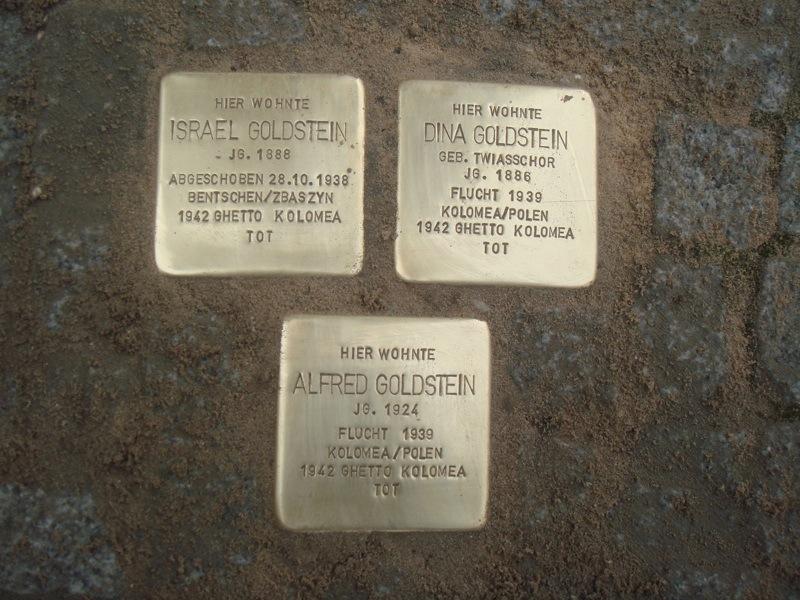 HIER WOHNTE
ISRAEL GOLDSTEIN
JG. 1888
ABGESCHOBEN 28.10.1938
BENTSCHEN/ZBASZYN
1942 GHETTO KOLOMEA
TOT
HIER WOHNTE
DINA GOLDSTEIN
GEB. TWIASSCHOR
JG. 1886
FLUCHT 1939
KOLOMEA/POLEN
1942 GHETTO KOLOMEA
TOT
HIER WOHNTE
ALFRED GOLDSTEIN
JG. 1924
FLUCHT 1939
KOLOMEA/POLEN
1942 GHETTO KOLOMEA
TOT